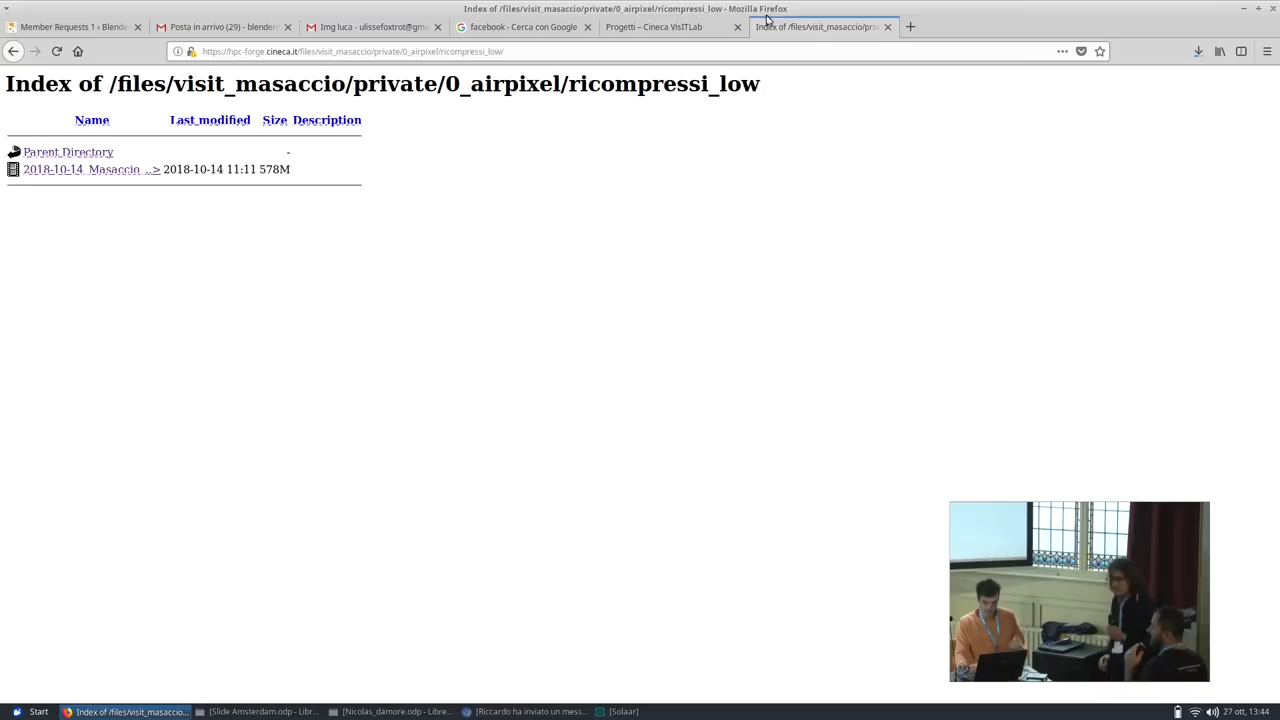 Index of /files/visit_masaccio/private/0_airpixel/ricompressi_low - Mozilla Firefox
Member Requests 1 ‹ Blende
Posta in arrivo (29) - blender
Img luca - ulissefoxtrot@gma
facebook - Cerca con Google
Progetti – Cineca VisITLab
Index of /files/visit_masaccio/priv
https://hpc-forge.cineca.it/files/visit_masaccio/private/0_airpixel/ricompressi_low/
Index of /files/visit_masaccio/private/0_airpixel/ricompressi_low
Name Last modified Size Description
Parent Directory -
2018-10-14_Masaccio_..> 2018-10-14 11:11 578M
Start
Index of /files/visit_masaccio...
[Slide Amsterdam.odp - Libr...
[Nicolas_damore.odp - Libre...
[Riccardo ha inviato un mess...
[Solaar]
27 ott, 13:44